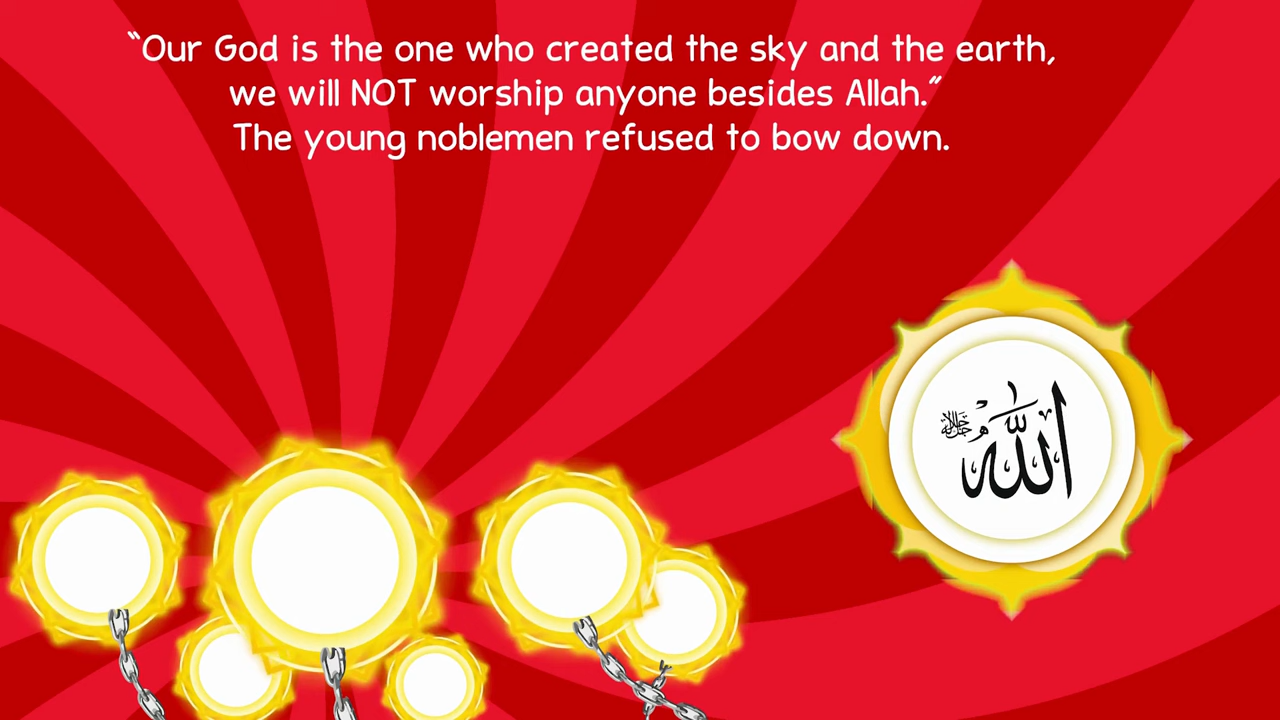 “Our God is the one who created the sky and the earth,
we will NOT worship anyone besides Allah.”
The young noblemen refused to bow down.
الله
جل جلاله